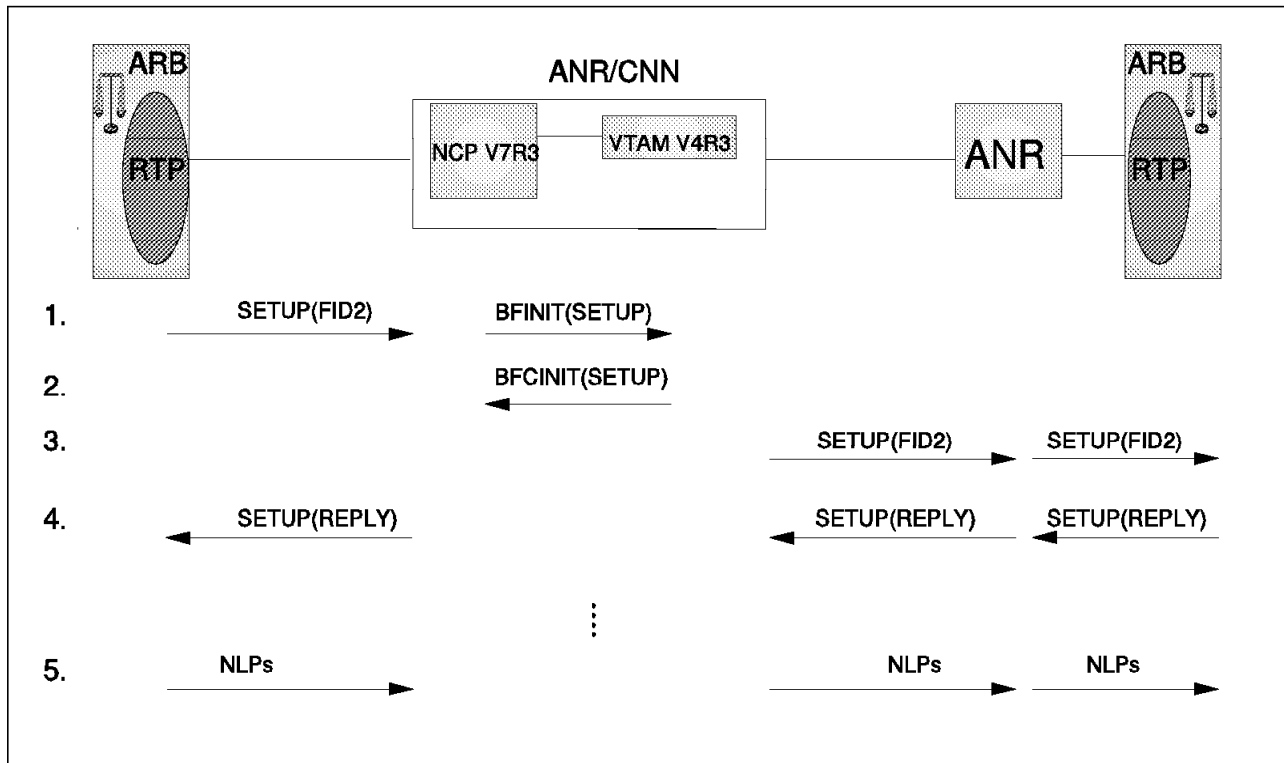 ARB
ANR/CNN
ARB
RTP
NCP V7R3
VTAM V4R3
ANR
RTP
1.
SETUP(FID2)
BFINIT(SETUP)
2.
BFCINIT(SETUP)
3.
SETUP(FID2)
SETUP(FID2)
4.
SETUP(REPLY)
SETUP(REPLY)
SETUP(REPLY)
5.
NLPs
NLPs
NLPs